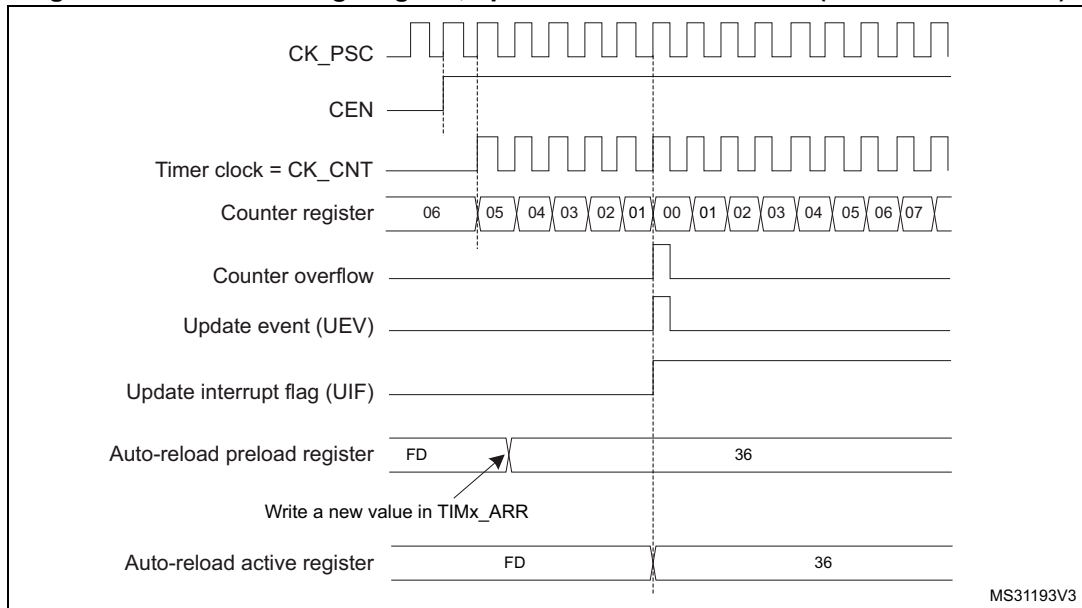 CK_PSC
CEN
Timer clock = CK_CNT
Counter register 06 05 04 03 02 01 00 01 02 03 04 05 06 07
Counter overflow
Update event (UEV)
Update interrupt flag (UIF)
Auto-reload preload register FD 36
Write a new value in TIMx_ARR
Auto-reload active register FD 36
MS31193V3